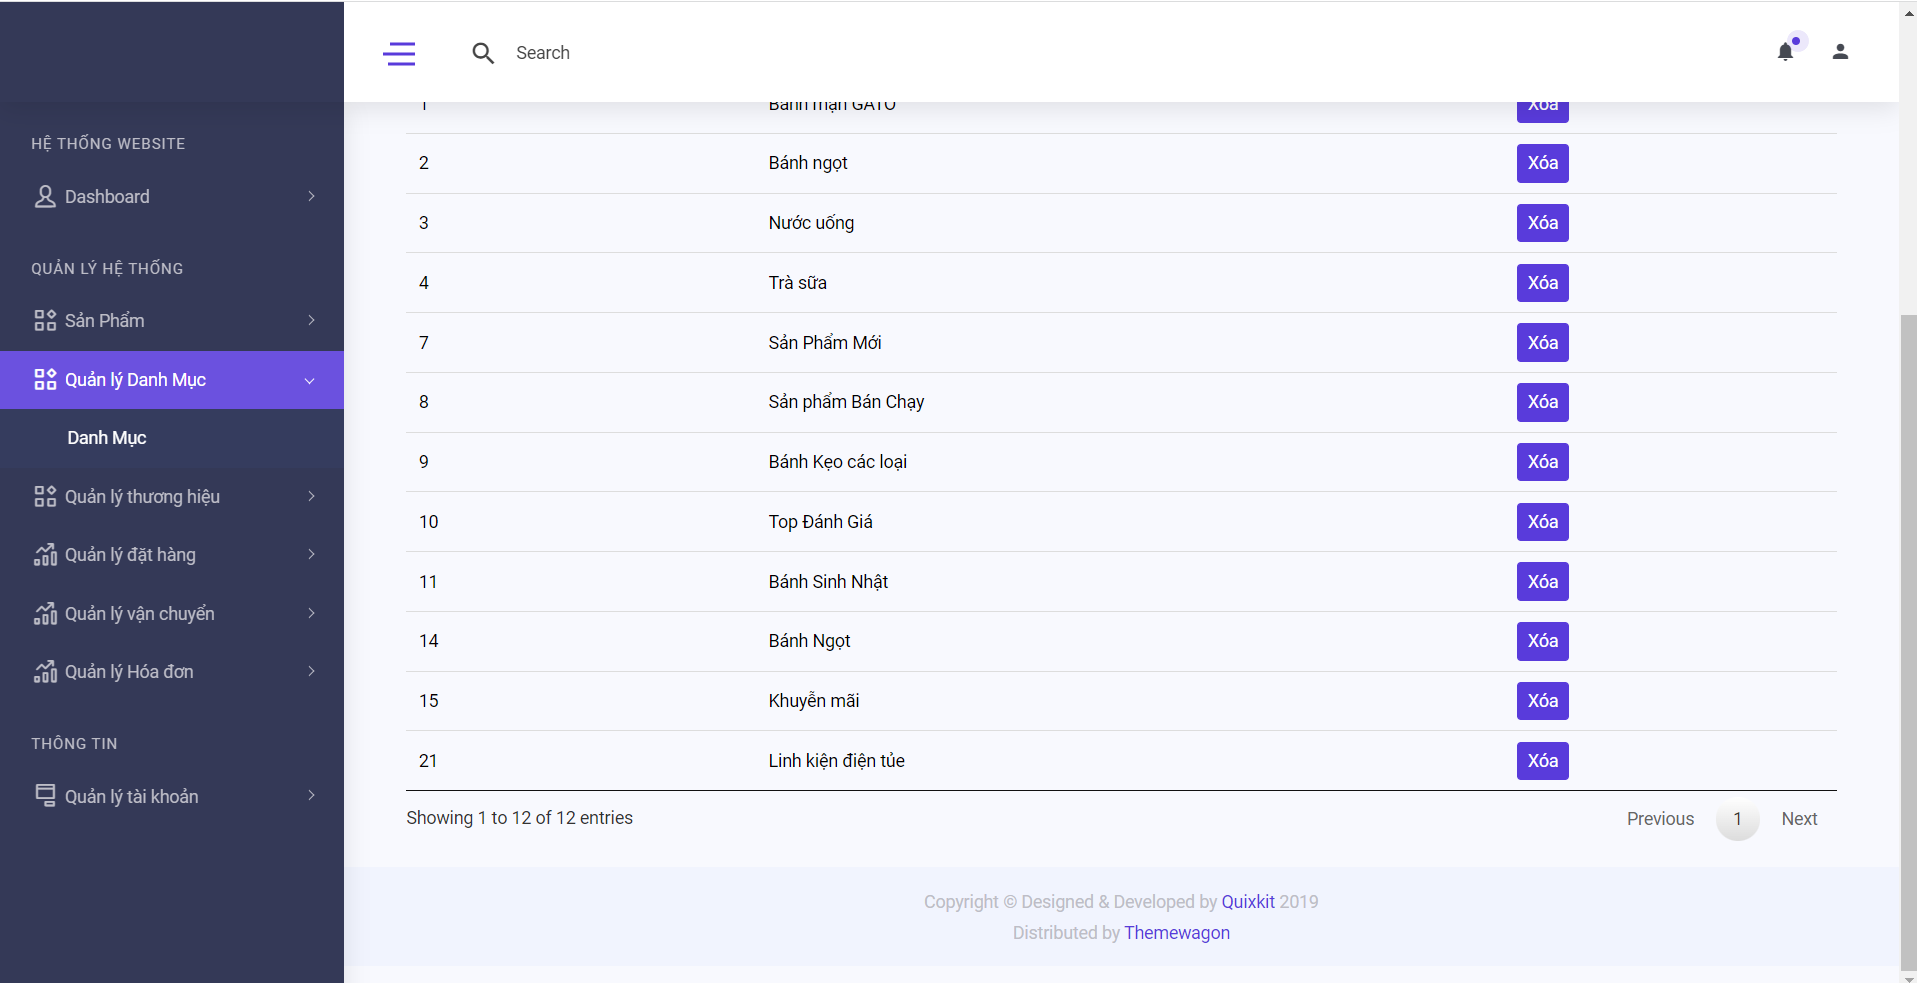 Search
HỆ THỐNG WEBSITE
Dashboard
QUẢN LÝ HỆ THỐNG
Sản Phẩm
Quản lý Danh Mục
Danh Mục
Quản lý thương hiệu
Quản lý đặt hàng
Quản lý vận chuyển
Quản lý Hóa đơn
THÔNG TIN
Quản lý tài khoản
1 Bánh mặn GATO Xóa
2 Bánh ngọt Xóa
3 Nước uống Xóa
4 Trà sữa Xóa
7 Sản Phẩm Mới Xóa
8 Sản phẩm Bán Chạy Xóa
9 Bánh Kẹo các loại Xóa
10 Top Đánh Giá Xóa
11 Bánh Sinh Nhật Xóa
14 Bánh Ngọt Xóa
15 Khuyễn mãi Xóa
21 Linh kiện điện tủe Xóa
Showing 1 to 12 of 12 entries Previous 1 Next
Copyright © Designed & Developed by Quixkit 2019
Distributed by Themewagon